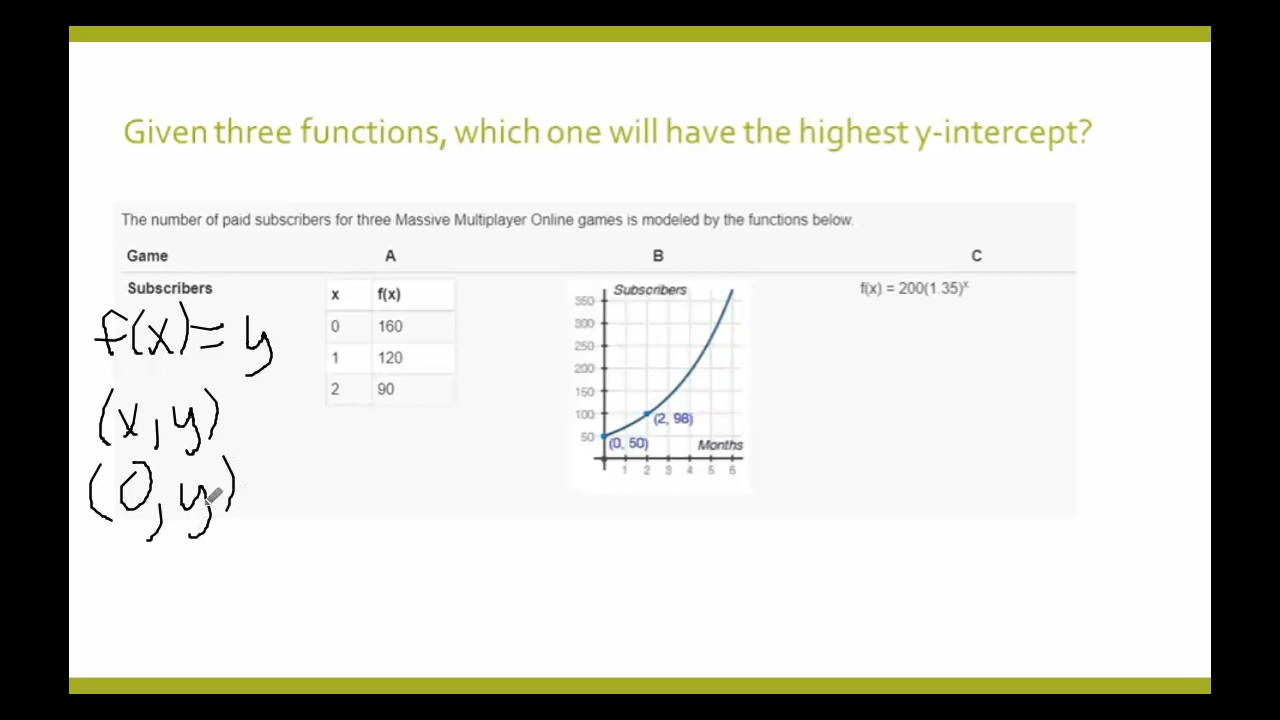 Given three functions, which one will have the highest y-intercept?
The number of paid subscribers for three Massive Multiplayer Online games is modeled by the functions below.
Game A B C
Subscribers
x f(x)
0 160
1 120
2 90
Subscribers
350
300
250
200
150
100
50
(2, 98)
(0, 50)
Months
1 2 3 4 5 6
f(x) = 200(1.35)ˣ
f(x) = y
(x, y)
(0, y)